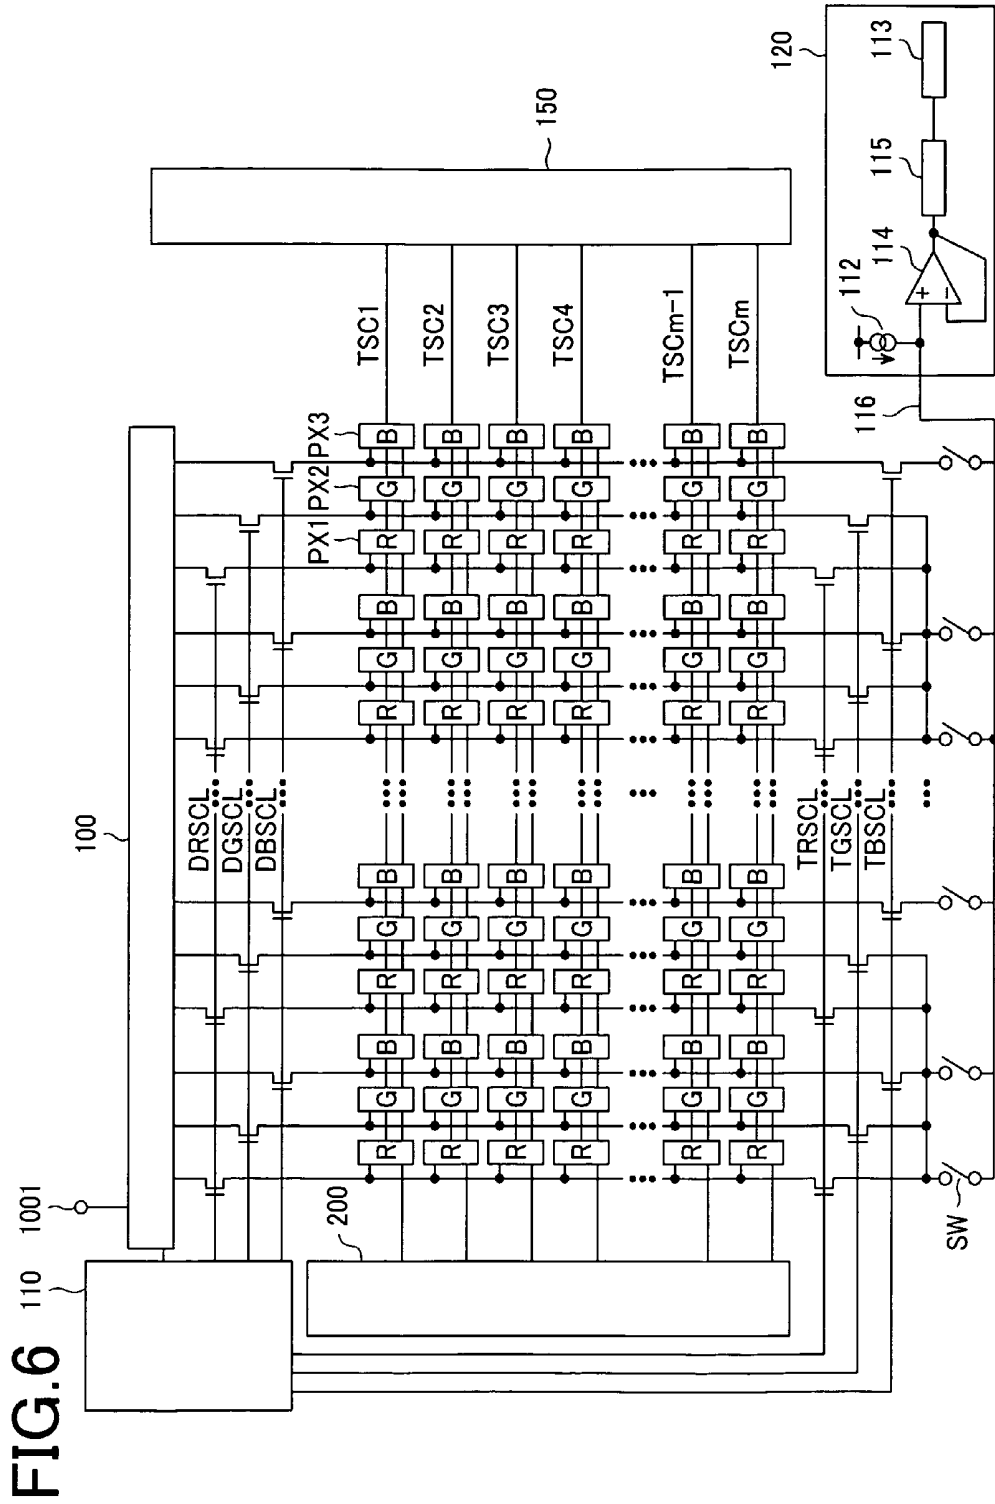 FIG.6
110
1001
100
DRSCL
DGSCL
DBSCL
PX1 PX2 PX3
200
R G B R G B R G B R G B TSC1
R G B R G B R G B R G B TSC2
R G B R G B R G B R G B TSC3
R G B R G B R G B R G B TSC4
150
R G B R G B R G B R G B TSCm-1
R G B R G B R G B R G B TSCm
120
TRSCL
TGSCL
TBSCL
112
116
114 115 113
+
−
SW